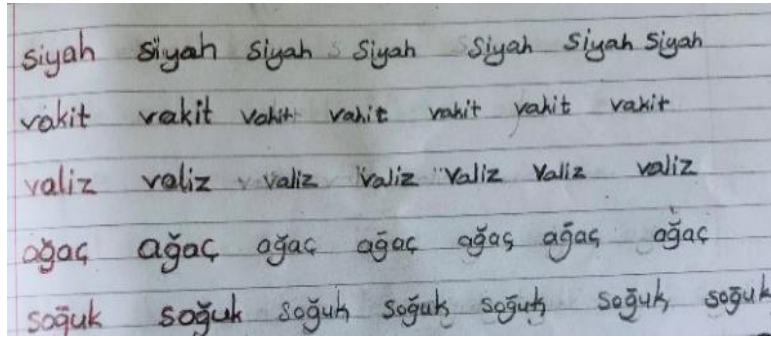 siyah siyah siyah siyah siyah siyah siyah
vakit vakit vakit vakit vakit vakit vakit
valiz valiz valiz valiz valiz valiz valiz
ağaç ağaç ağaç ağaç ağaç ağaç ağaç
soğuk soğuk soğuk soğuk soğuk soğuk soğuk